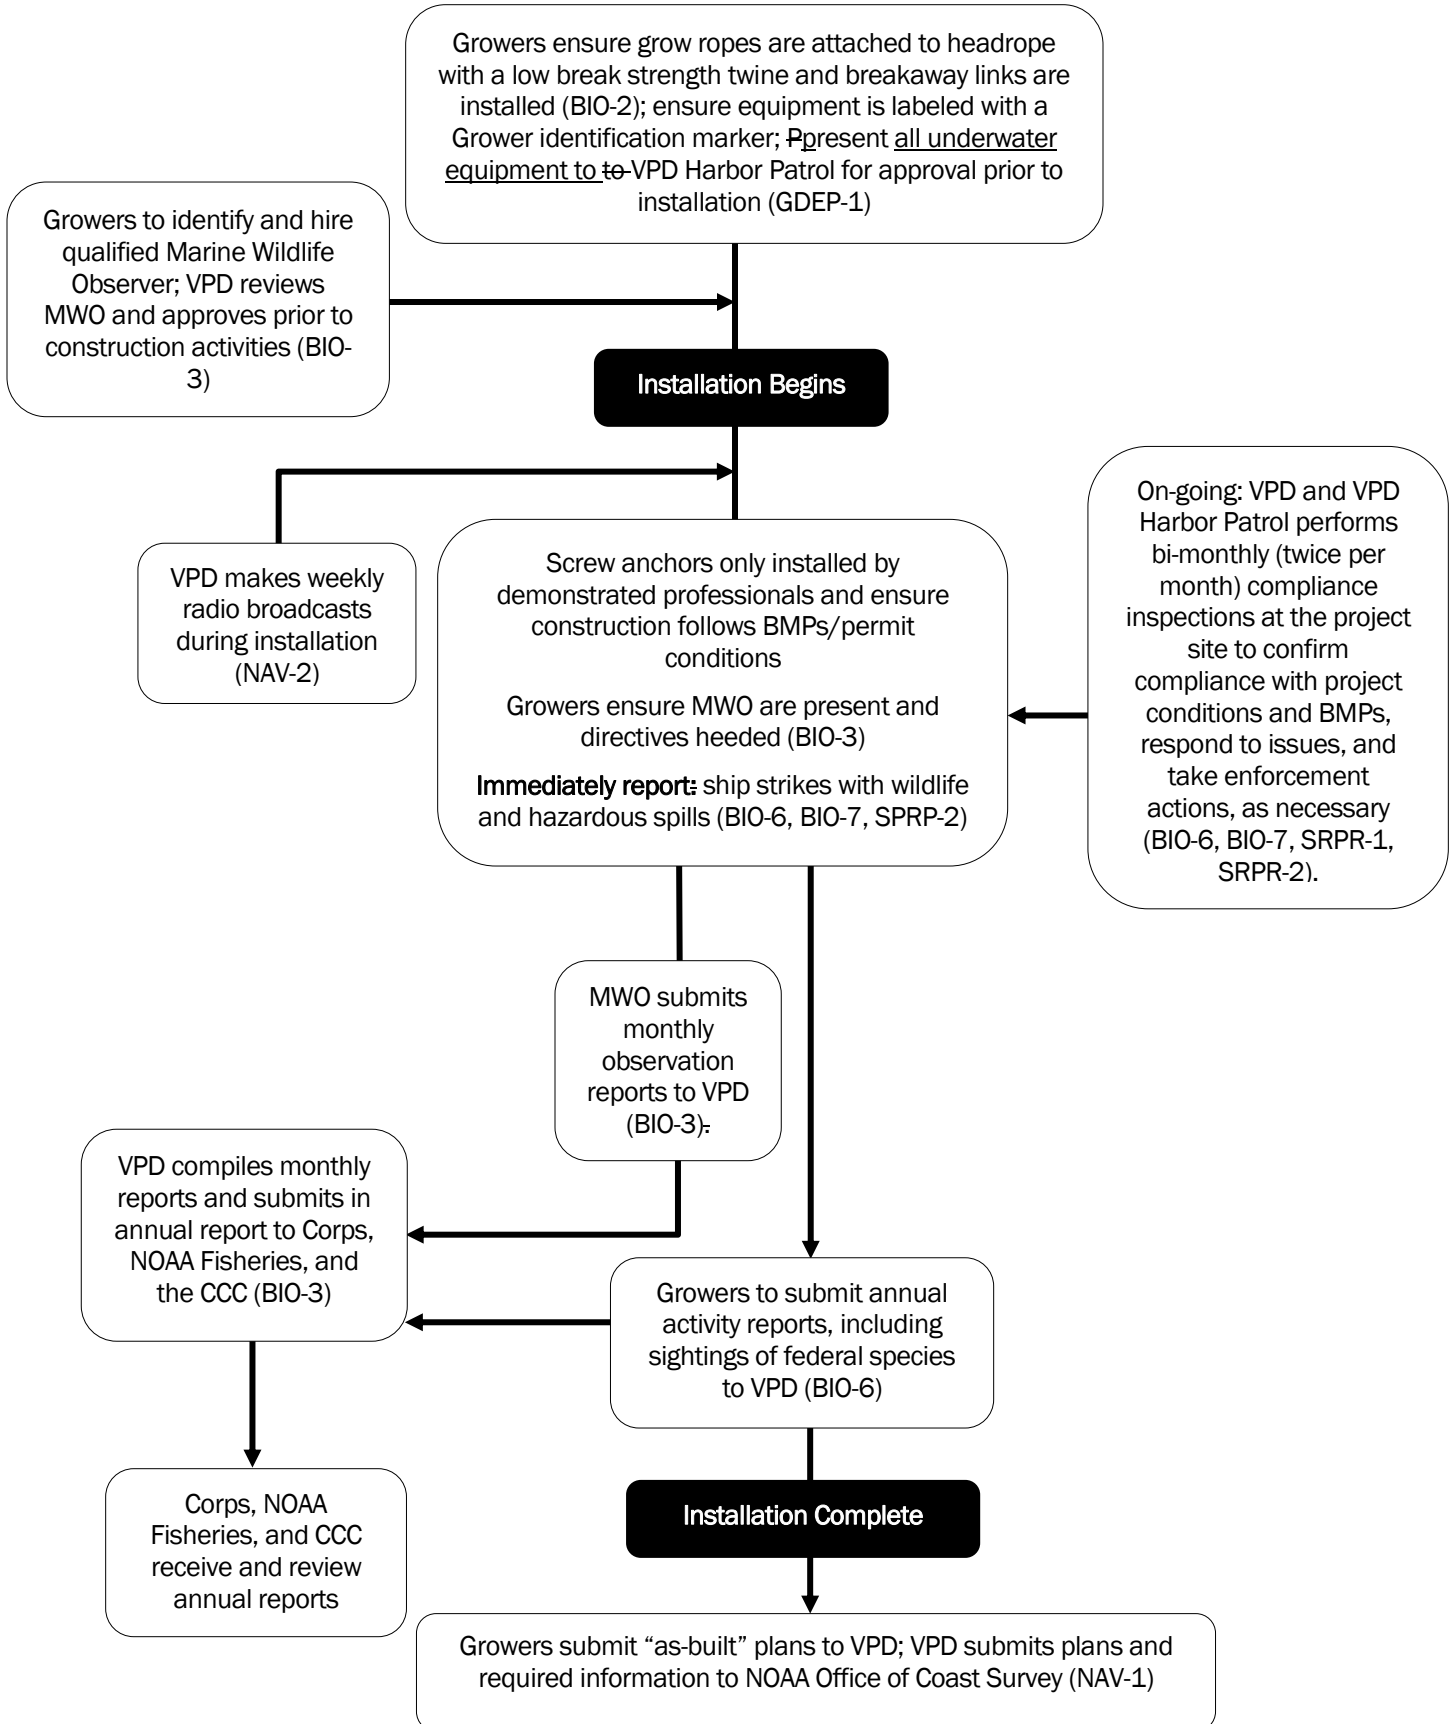 Growers ensure grow ropes are attached to headrope
with a low break strength twine and breakaway links are
installed (BIO-2); ensure equipment is labeled with a
Grower identification marker; Ppresent all underwater
equipment to to VPD Harbor Patrol for approval prior to
installation (GDEP-1)
Growers to identify and hire
qualified Marine Wildlife
Observer; VPD reviews
MWO and approves prior to
construction activities (BIO-
3)
Installation Begins
VPD makes weekly
radio broadcasts
during installation
(NAV-2)
Screw anchors only installed by
demonstrated professionals and ensure
construction follows BMPs/permit
conditions
Growers ensure MWO are present and
directives heeded (BIO-3)
Immediately report: ship strikes with wildlife
and hazardous spills (BIO-6, BIO-7, SPRP-2)
On-going: VPD and VPD
Harbor Patrol performs
bi-monthly (twice per
month) compliance
inspections at the project
site to confirm
compliance with project
conditions and BMPs,
respond to issues, and
take enforcement
actions, as necessary
(BIO-6, BIO-7, SRPR-1,
SRPR-2).
MWO submits
monthly
observation
reports to VPD
(BIO-3).
VPD compiles monthly
reports and submits in
annual report to Corps,
NOAA Fisheries, and
the CCC (BIO-3)
Growers to submit annual
activity reports, including
sightings of federal species
to VPD (BIO-6)
Corps, NOAA
Fisheries, and CCC
receive and review
annual reports
Installation Complete
Growers submit “as-built” plans to VPD; VPD submits plans and
required information to NOAA Office of Coast Survey (NAV-1)